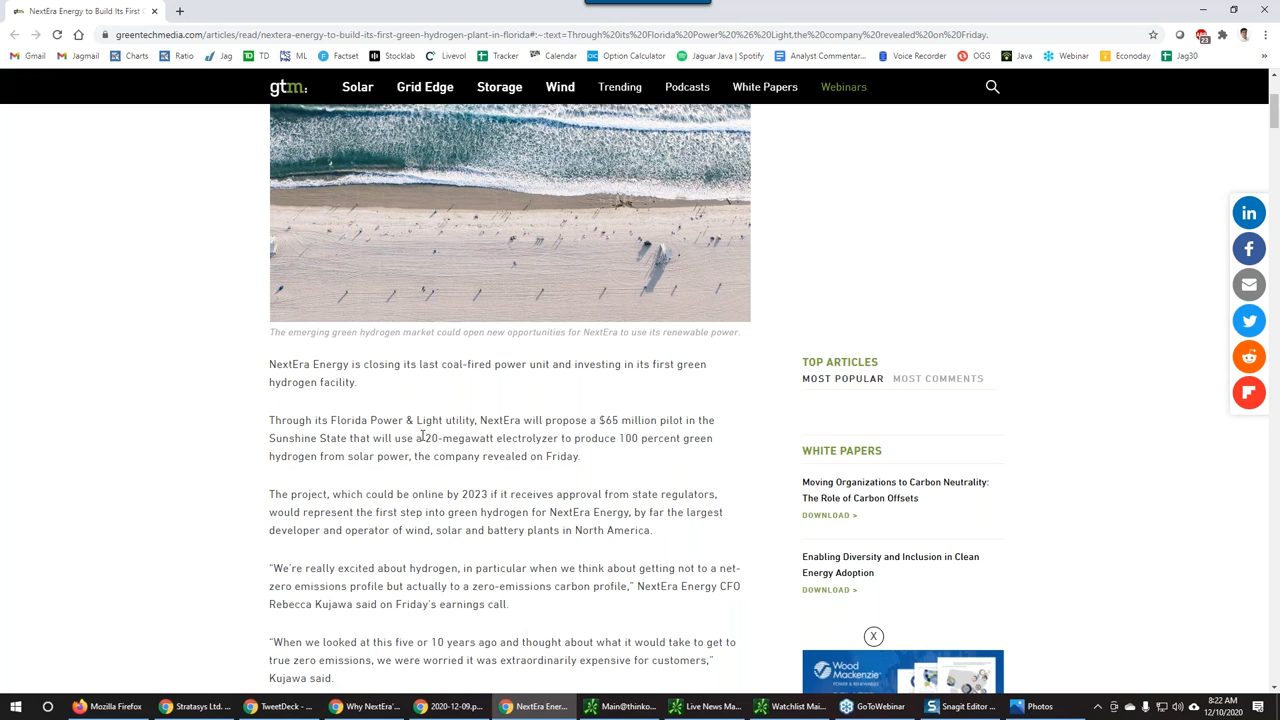 NextEra Energy to Build Its First G
greentechmedia.com/articles/read/nextera-energy-to-build-its-first-green-hydrogen-plant-in-florida#:~:text=Through%20its%20Florida%20Power%20%26%20Light,the%20company%20revealed%20on%20Friday.
23
Gmail Jagmail Charts Ratio Jag TD ML Factset Stocklab Livevol Tracker Calendar Option Calculator Jaguar Java | Spotify Analyst Commentar... Voice Recorder OGG Java Webinar Econoday Jag30 »
gtm. Solar Grid Edge Storage Wind Trending Podcasts White Papers Webinars
The emerging green hydrogen market could open new opportunities for NextEra to use its renewable power.
NextEra Energy is closing its last coal-fired power unit and investing in its first green
hydrogen facility.
Through its Florida Power & Light utility, NextEra will propose a $65 million pilot in the
Sunshine State that will use a 20-megawatt electrolyzer to produce 100 percent green
hydrogen from solar power, the company revealed on Friday.
The project, which could be online by 2023 if it receives approval from state regulators,
would represent the first step into green hydrogen for NextEra Energy, by far the largest
developer and operator of wind, solar and battery plants in North America.
"We're really excited about hydrogen, in particular when we think about getting not to a net-
zero emissions profile but actually to a zero-emissions carbon profile," NextEra Energy CFO
Rebecca Kujawa said on Friday's earnings call.
"When we looked at this five or 10 years ago and thought about what it would take to get to
true zero emissions, we were worried it was extraordinarily expensive for customers,"
Kujawa said.
TOP ARTICLES
MOST POPULAR MOST COMMENTS
WHITE PAPERS
Moving Organizations to Carbon Neutrality:
The Role of Carbon Offsets
DOWNLOAD >
Enabling Diversity and Inclusion in Clean
Energy Adoption
DOWNLOAD >
X
Wood
Mackenzie
POWER & RENEWABLES
in
f
Mozilla Firefox Stratasys Ltd. ... TweetDeck - ... Why NextEra'... 2020-12-09.p... NextEra Ener... Main@thinko... Live News Ma... Watchlist Mai... GoToWebinar Snagit Editor ... Photos
8:22 AM
12/10/2020